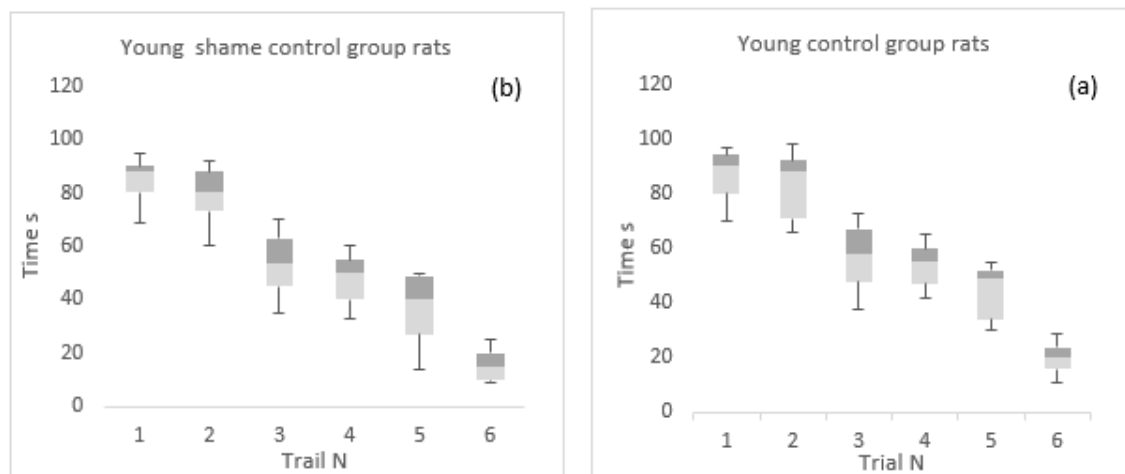 Young shame control group rats
(b)
120
100
80
60
40
20
0
Time s
1 2 3 4 5 6
Trail N
Young control group rats
(a)
120
100
80
60
40
20
0
Time s
1 2 3 4 5 6
Trial N